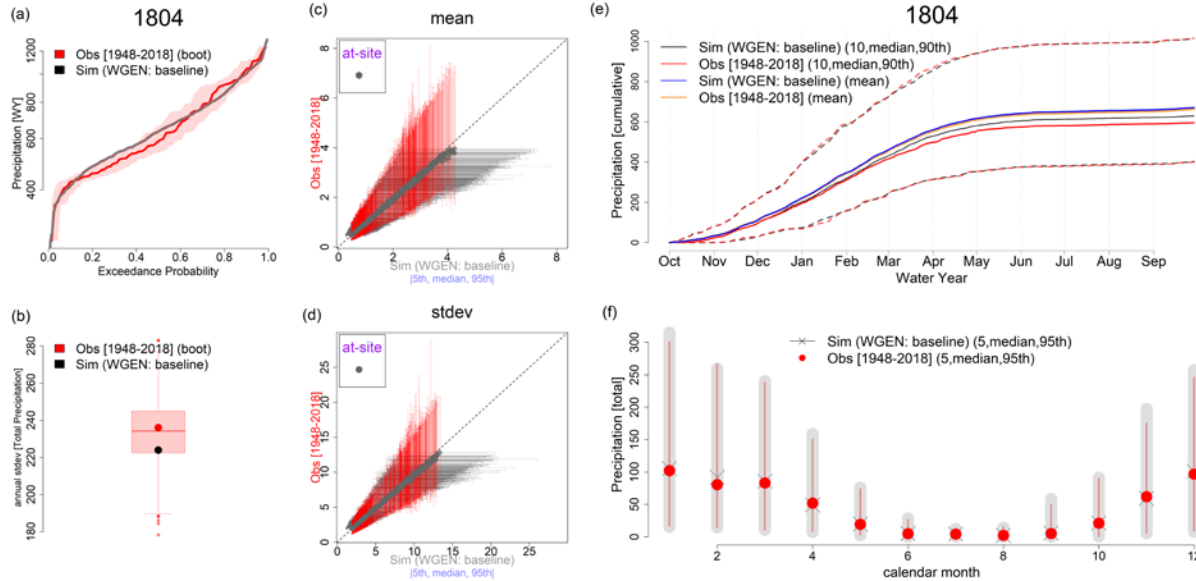 (a)
1804
Obs [1948-2018] (boot)
Sim (WGEN: baseline)
Precipitation [WY]
1200
800
600
400
0.0 0.2 0.4 0.6 0.8 1.0
Exceedance Probability
(b)
Obs [1948-2018] (boot)
Sim (WGEN: baseline)
annual stdev [Total Precipitation]
280
260
240
220
200
180
(c)
mean
at-site
Obs [1948-2018]
8
6
4
2
0
0 2 4 6 8
Sim (WGEN: baseline)
|5th, median, 95th|
(d)
stdev
at-site
Obs [1948-2018]
25
20
15
10
5
0
0 5 10 15 20 25
Sim (WGEN: baseline)
|5th, median, 95th|
(e)
1804
Sim (WGEN: baseline) (10,median,90th)
Obs [1948-2018] (10,median,90th)
Sim (WGEN: baseline) (mean)
Obs [1948-2018] (mean)
Precipitation [cumulative]
1000
800
600
400
200
0
Oct Nov Dec Jan Feb Mar Apr May Jun Jul Aug Sep
Water Year
(f)
Sim (WGEN: baseline) (5,median,95th)
Obs [1948-2018] (5,median,95th)
Precipitation [total]
300
250
200
150
100
50
0
2 4 6 8 10 12
calendar month